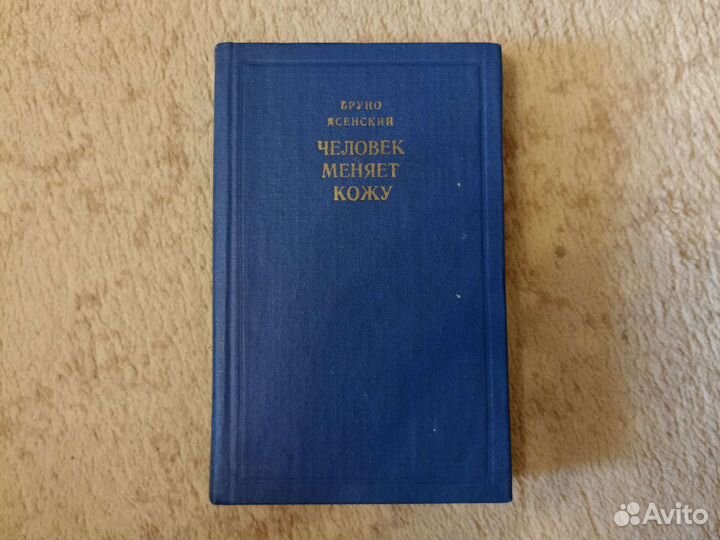 БРУНО
ЯСЕНСКИЙ
ЧЕЛОВЕК
МЕНЯЕТ
КОЖУ
Avito